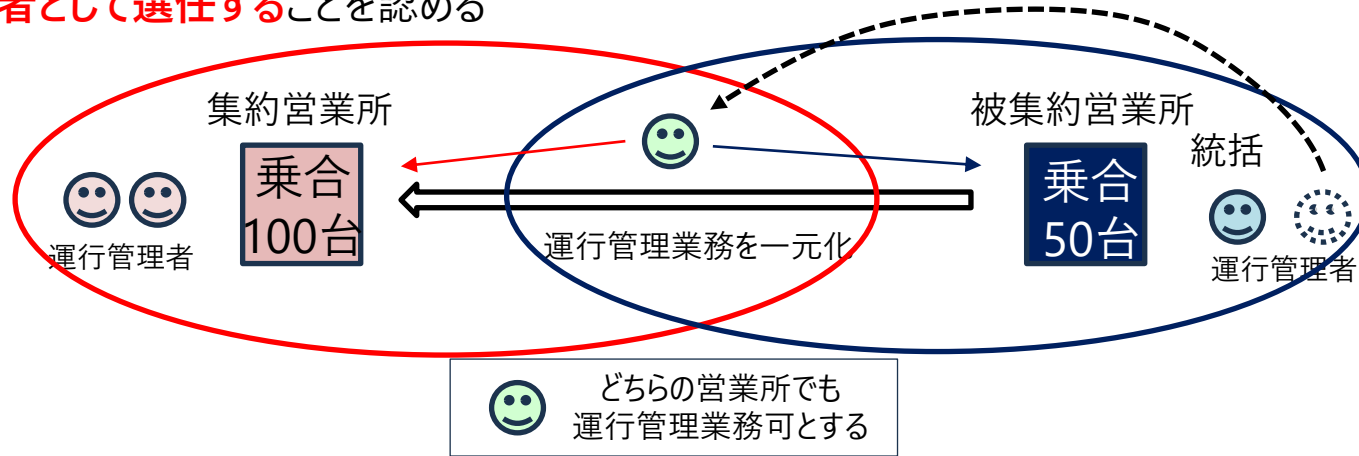 者として選任することを認める
集約営業所
被集約営業所
統括
乗合
100台
乗合
50台
運行管理者
運行管理業務を一元化
運行管理者
どちらの営業所でも
運行管理業務可とする